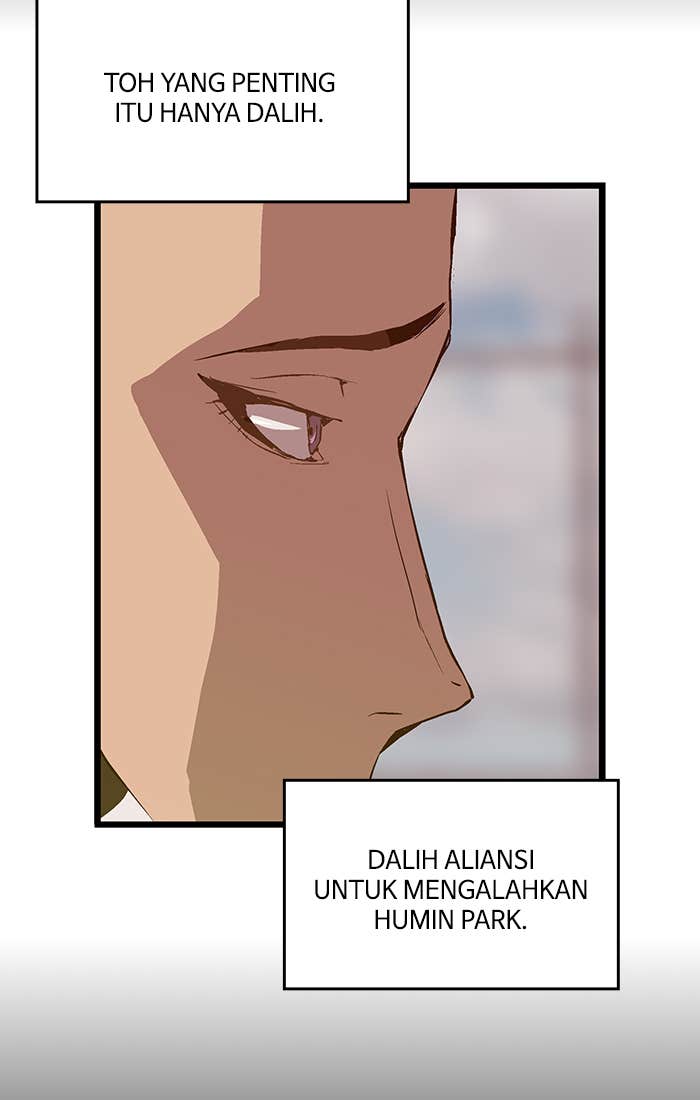 TOH YANG PENTING
ITU HANYA DALIH.
DALIH ALIANSI
UNTUK MENGALAHKAN
HUMIN PARK.